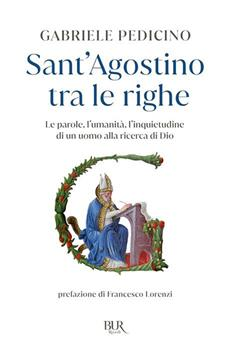 GABRIELE PEDICINO
Sant'Agostino
tra le righe
Le parole, l'umanità, l'inquietudine
di un uomo alla ricerca di Dio
prefazione di Francesco Lorenzi
BUR
Rizzoli